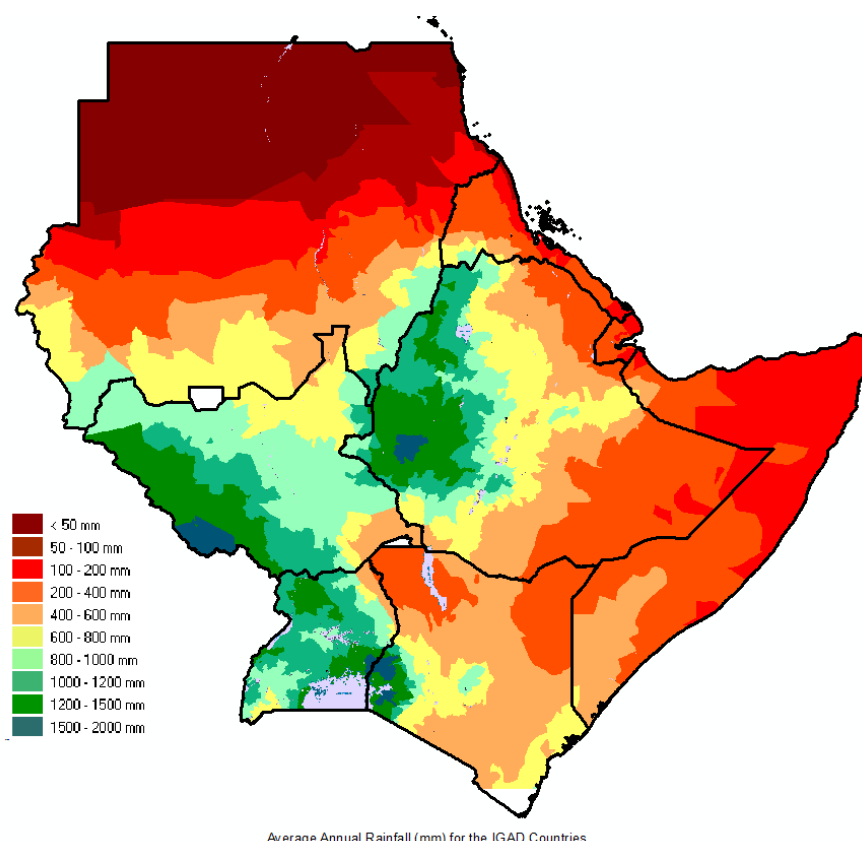 < 50 mm
50 - 100 mm
100 - 200 mm
200 - 400 mm
400 - 600 mm
600 - 800 mm
800 - 1000 mm
1000 - 1200 mm
1200 - 1500 mm
1500 - 2000 mm
Average Annual Rainfall (mm) for the IGAD Countries